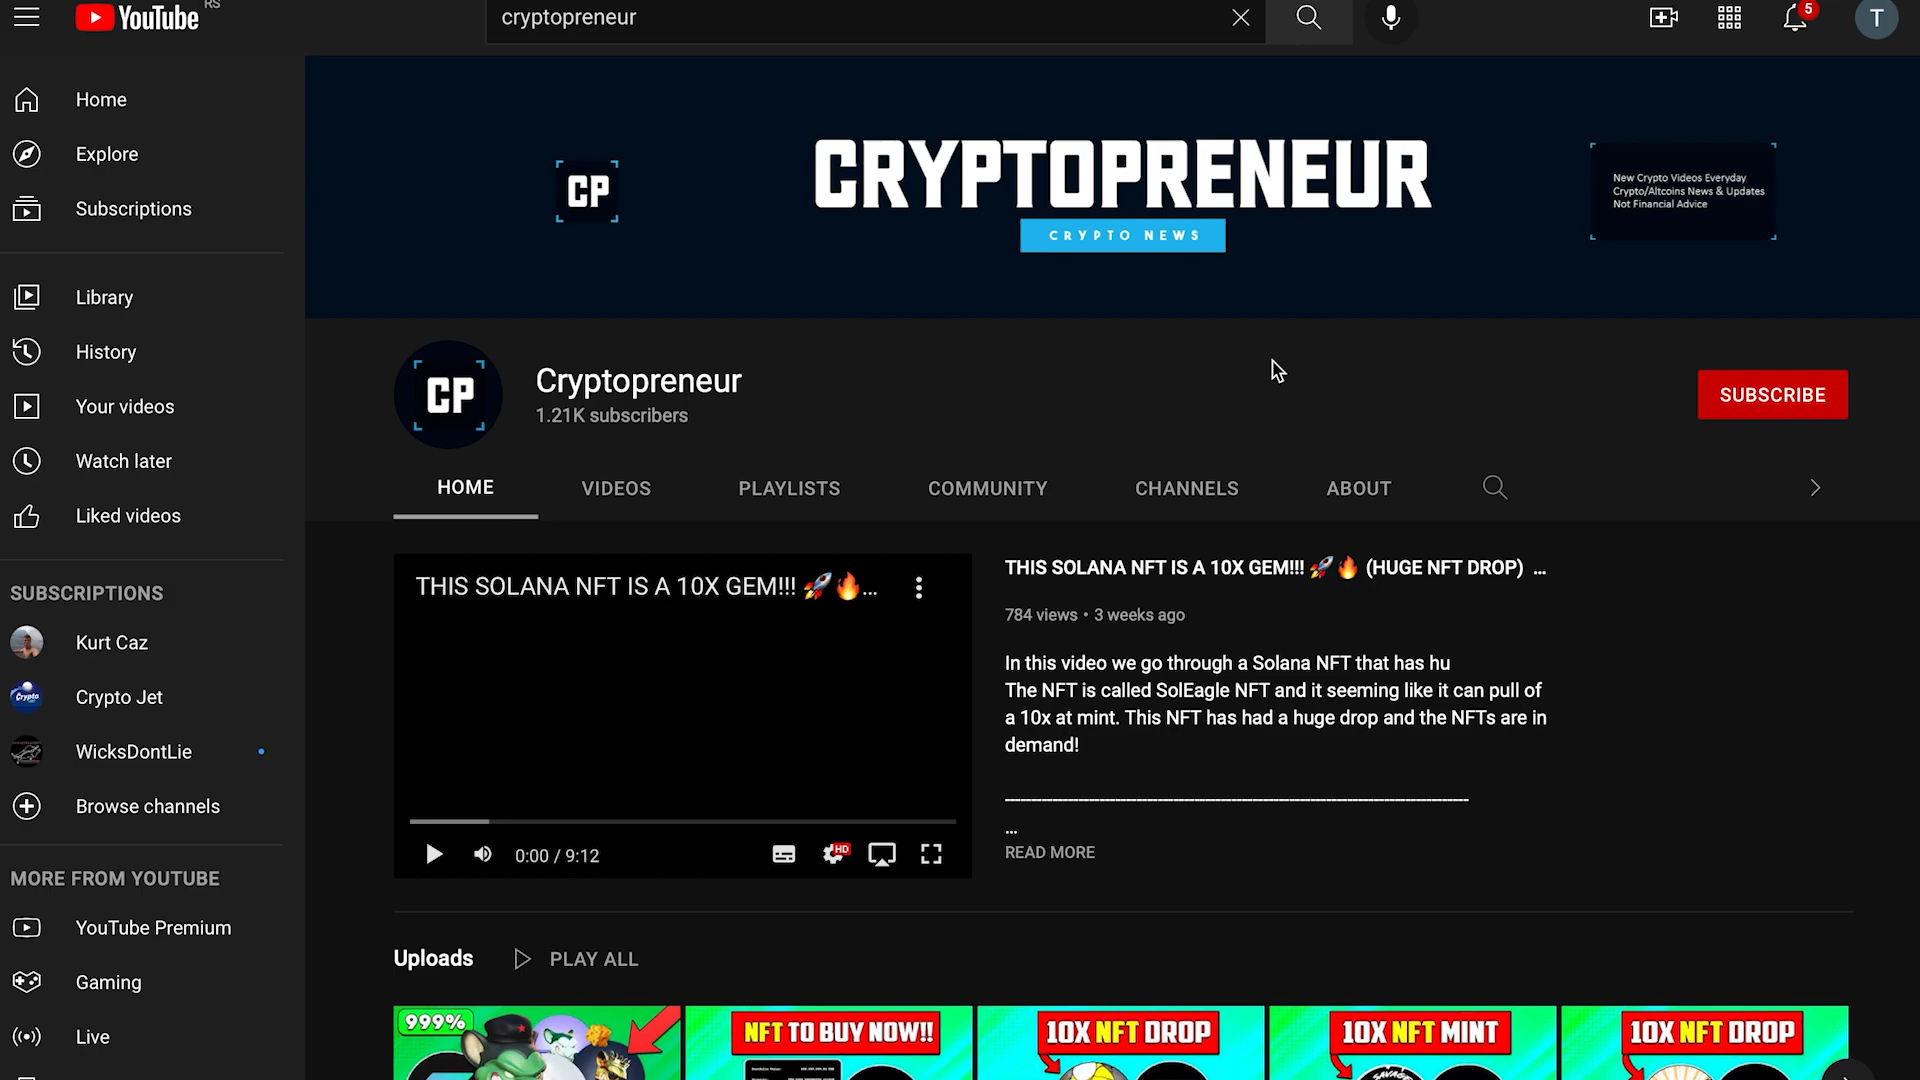 YouTube
RS
cryptopreneur
5
T
Home
Explore
Subscriptions
Library
History
Your videos
Watch later
Liked videos
SUBSCRIPTIONS
Kurt Caz
Crypto Jet
WicksDontLie
Browse channels
MORE FROM YOUTUBE
YouTube Premium
Gaming
Live
CP
CRYPTOPRENEUR
CRYPTO NEWS
New Crypto Videos Everyday
Crypto/Altcoins News & Updates
Not Financial Advice
CP
Cryptopreneur
1.21K subscribers
SUBSCRIBE
HOME
VIDEOS
PLAYLISTS
COMMUNITY
CHANNELS
ABOUT
THIS SOLANA NFT IS A 10X GEM!!! 🚀🔥...
0:00 / 9:12
HD
THIS SOLANA NFT IS A 10X GEM!!! 🚀🔥 (HUGE NFT DROP) ...
784 views • 3 weeks ago
In this video we go through a Solana NFT that has hu
The NFT is called SolEagle NFT and it seeming like it can pull of
a 10x at mint. This NFT has had a huge drop and the NFTs are in
demand!
...
READ MORE
Uploads
PLAY ALL
999%
NFT TO BUY NOW!!
10X NFT DROP
10X NFT MINT
10X NFT DROP